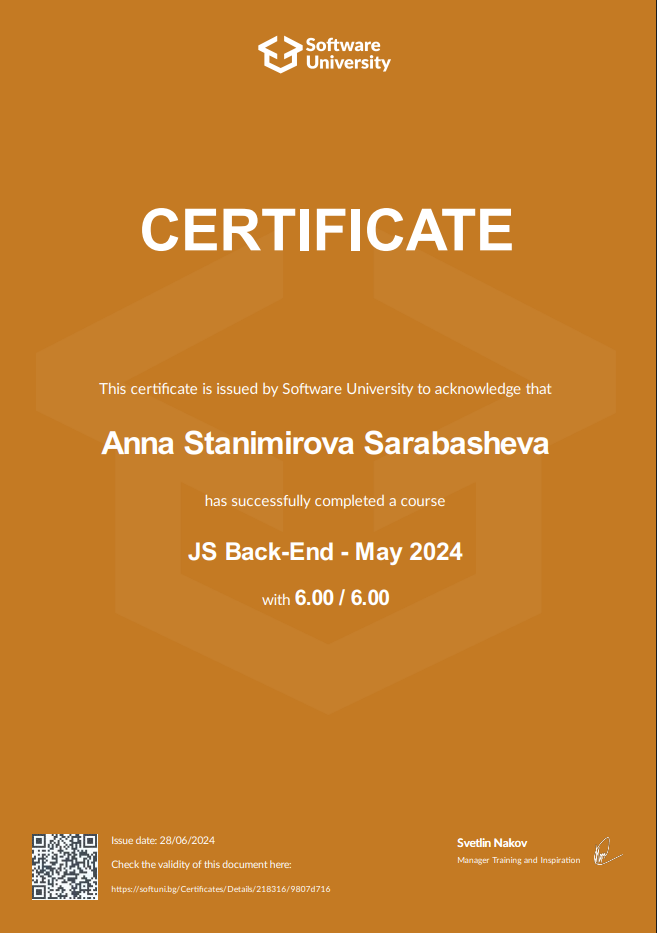 Software
University
CERTIFICATE
This certificate is issued by Software University to acknowledge that
Anna Stanimirova Sarabasheva
has successfully completed a course
JS Back-End - May 2024
with 6.00 / 6.00
Issue date: 28/06/2024
Check the validity of this document here:
https://softuni.bg/Certificates/Details/218316/9807d716
Svetlin Nakov
Manager Training and Inspiration